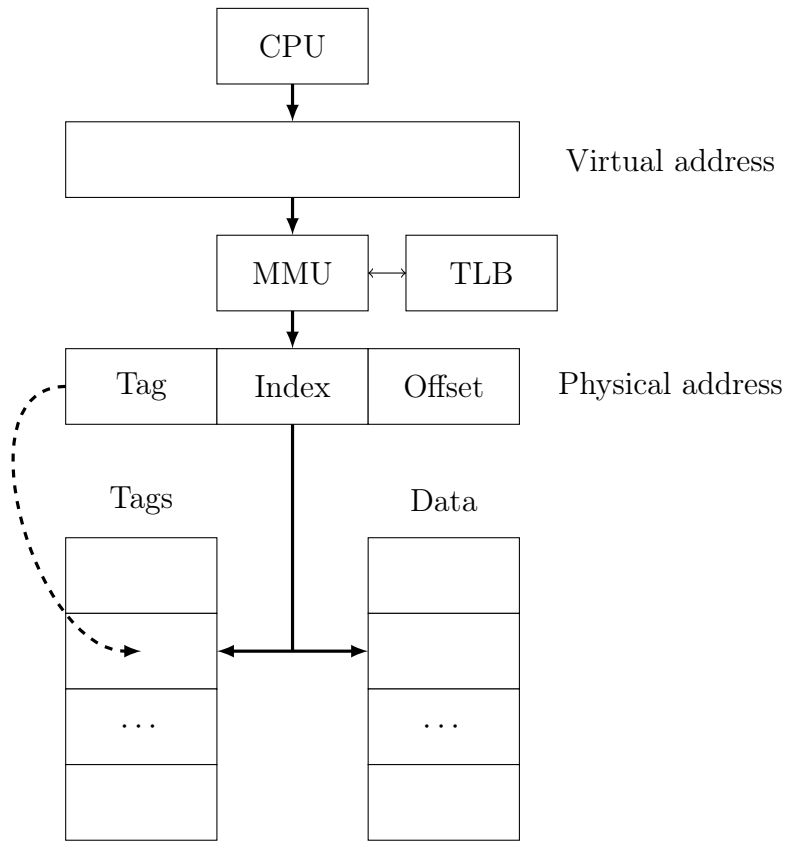 CPU
Virtual address
MMU
TLB
Tag
Index
Offset
Physical address
Tags
Data
...
...